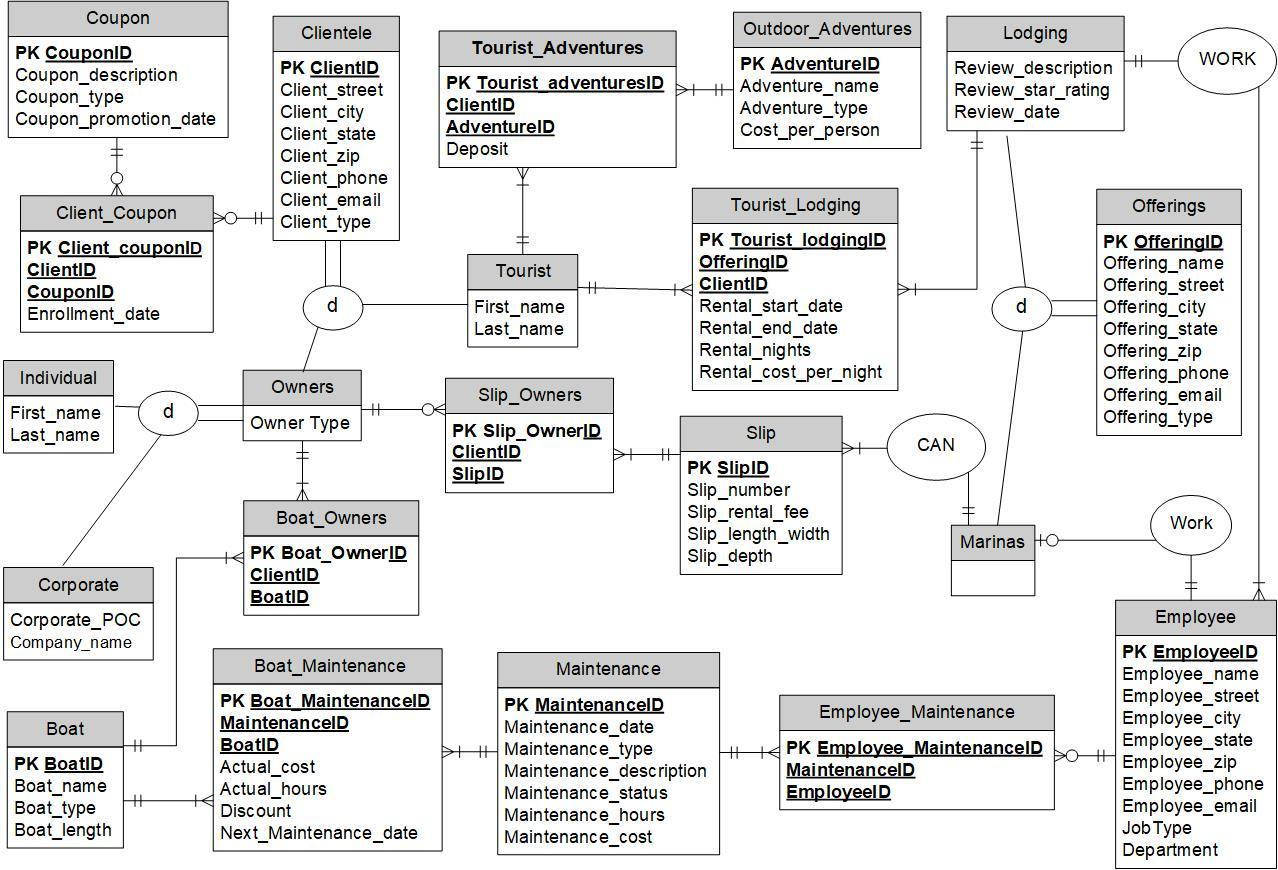 Coupon
PK CouponID
Coupon_description
Coupon_type
Coupon_promotion_date
Clientele
PK ClientID
Client_street
Client_city
Client_state
Client_zip
Client_phone
Client_email
Client_type
Tourist_Adventures
PK Tourist_adventuresID
ClientID
AdventureID
Deposit
Outdoor_Adventures
PK AdventureID
Adventure_name
Adventure_type
Cost_per_person
Lodging
Review_description
Review_star_rating
Review_date
WORK
Client_Coupon
PK Client_couponID
ClientID
CouponID
Enrollment_date
d
Tourist
First_name
Last_name
Tourist_Lodging
PK Tourist_lodgingID
OfferingID
ClientID
Rental_start_date
Rental_end_date
Rental_nights
Rental_cost_per_night
d
Offerings
PK OfferingID
Offering_name
Offering_street
Offering_city
Offering_state
Offering_zip
Offering_phone
Offering_email
Offering_type
Individual
First_name
Last_name
d
Owners
Owner Type
Slip_Owners
PK Slip_OwnerID
ClientID
SlipID
Slip
PK SlipID
Slip_number
Slip_rental_fee
Slip_length_width
Slip_depth
CAN
Marinas
Work
Boat_Owners
PK Boat_OwnerID
ClientID
BoatID
Corporate
Corporate_POC
Company_name
Boat
PK BoatID
Boat_name
Boat_type
Boat_length
Boat_Maintenance
PK Boat_MaintenanceID
MaintenanceID
BoatID
Actual_cost
Actual_hours
Discount
Next_Maintenance_date
Maintenance
PK MaintenanceID
Maintenance_date
Maintenance_type
Maintenance_description
Maintenance_status
Maintenance_hours
Maintenance_cost
Employee_Maintenance
PK Employee_MaintenanceID
MaintenanceID
EmployeeID
Employee
PK EmployeeID
Employee_name
Employee_street
Employee_city
Employee_state
Employee_zip
Employee_phone
Employee_email
JobType
Department